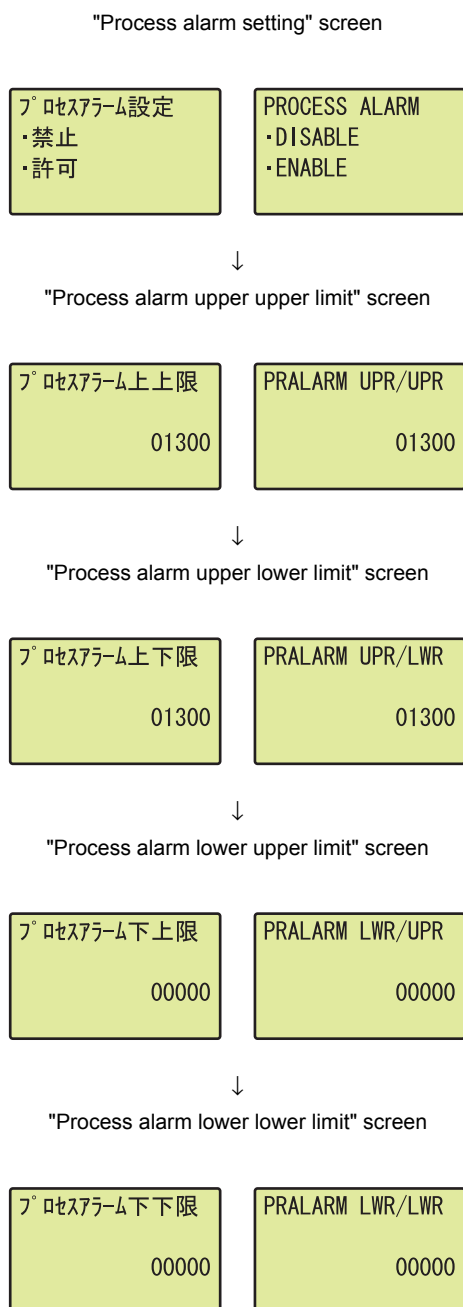 "Process alarm setting" screen
プロセスアラーム設定
・禁止
・許可
PROCESS ALARM
・DISABLE
・ENABLE
↓
"Process alarm upper upper limit" screen
プロセスアラーム上上限
01300
PRALARM UPR/UPR
01300
↓
"Process alarm upper lower limit" screen
プロセスアラーム上下限
01300
PRALARM UPR/LWR
01300
↓
"Process alarm lower upper limit" screen
プロセスアラーム下上限
00000
PRALARM LWR/UPR
00000
↓
"Process alarm lower lower limit" screen
プロセスアラーム下下限
00000
PRALARM LWR/LWR
00000